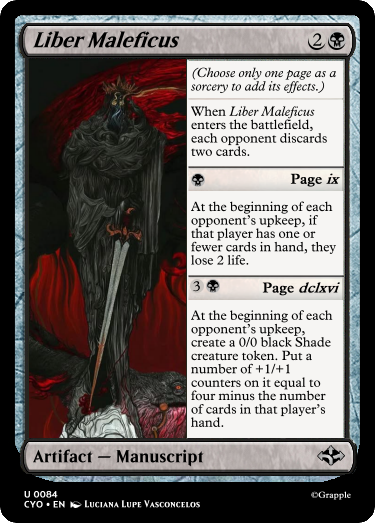 Liber Maleficus 2
(Choose only one page as a
sorcery to add its effects.)
When Liber Maleficus
enters the battlefield,
each opponent discards
two cards.
Page ix
At the beginning of each
opponent's upkeep, if
that player has one or
fewer cards in hand, they
lose 2 life.
3 Page dclxvi
At the beginning of each
opponent's upkeep,
create a 0/0 black Shade
creature token. Put a
number of +1/+1
counters on it equal to
four minus the number
of cards in that player's
hand.
Artifact — Manuscript
U 0084
CYO • EN Luciana Lupe Vasconcelos
©Grapple